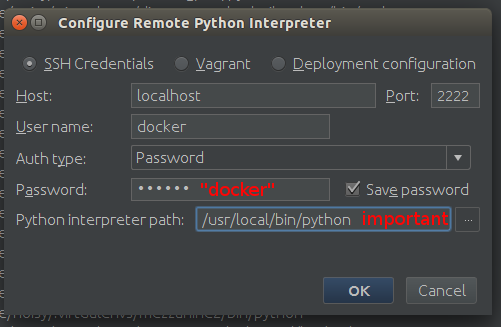 Configure Remote Python Interpreter
SSH Credentials Vagrant Deployment configuration
Host: localhost Port: 2222
User name: docker
Auth type: Password
Password: •••••• "docker" Save password
Python interpreter path: /usr/local/bin/python important ...
OK Cancel